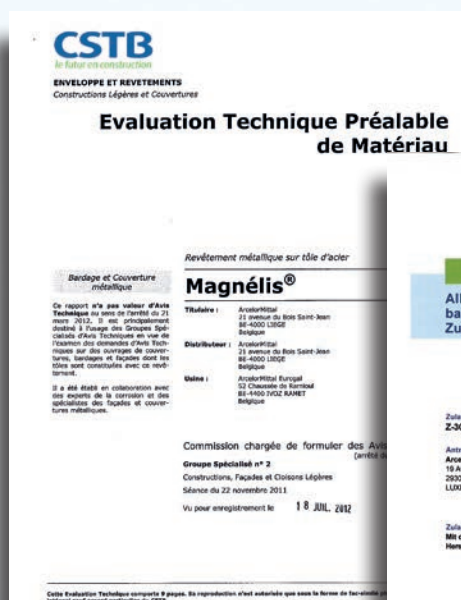 CSTB
le futur en construction
ENVELOPPE ET REVETEMENTS
Constructions Légères et Couvertures
Evaluation Technique Préalable
de Matériau
Revêtement métallique sur tôle d'acier
Bardage et Couverture
métallique
Magnélis®
Ce rapport n'a pas valeur d'Avis
Technique au sens de l'arrêté du 21
mars 2012. Il est principalement
destiné à l'usage des Groupes Spé-
cialisés d'Avis Techniques en vue de
l'examen des demandes d'Avis Tech-
niques sur des ouvrages de couver-
tures, bardages et façades dont les
tôles sont constituées avec ce revê-
tement.
Il a été établi en collaboration avec
des experts de la corrosion et des
spécialistes des façades et couver-
tures métalliques.
Titulaire : ArcelorMittal
21 avenue du Bois Saint-Jean
BE-4000 LIEGE
Belgique
Distributeur : ArcelorMittal
21 avenue du Bois Saint-Jean
BE-4000 LIEGE
Belgique
Usine : ArcelorMittal Eurogal
52 Chaussée de Ramioul
BE-4400 IVOZ RAMET
Belgique
Commission chargée de formuler des Avis
(arrêté d
Groupe Spécialisé n° 2
Constructions, Façades et Cloisons Légères
Séance du 22 novembre 2011
Vu pour enregistrement le 18 JUIL. 2012
Cette Evaluation Technique comporte 9 pages. Sa reproduction n'est autorisée que sous la forme de fac-similé
All
ba
Zu
Zula
Z-30
Antr
Arce
19 A
2930
LUX
Zula
Mit o
Hers